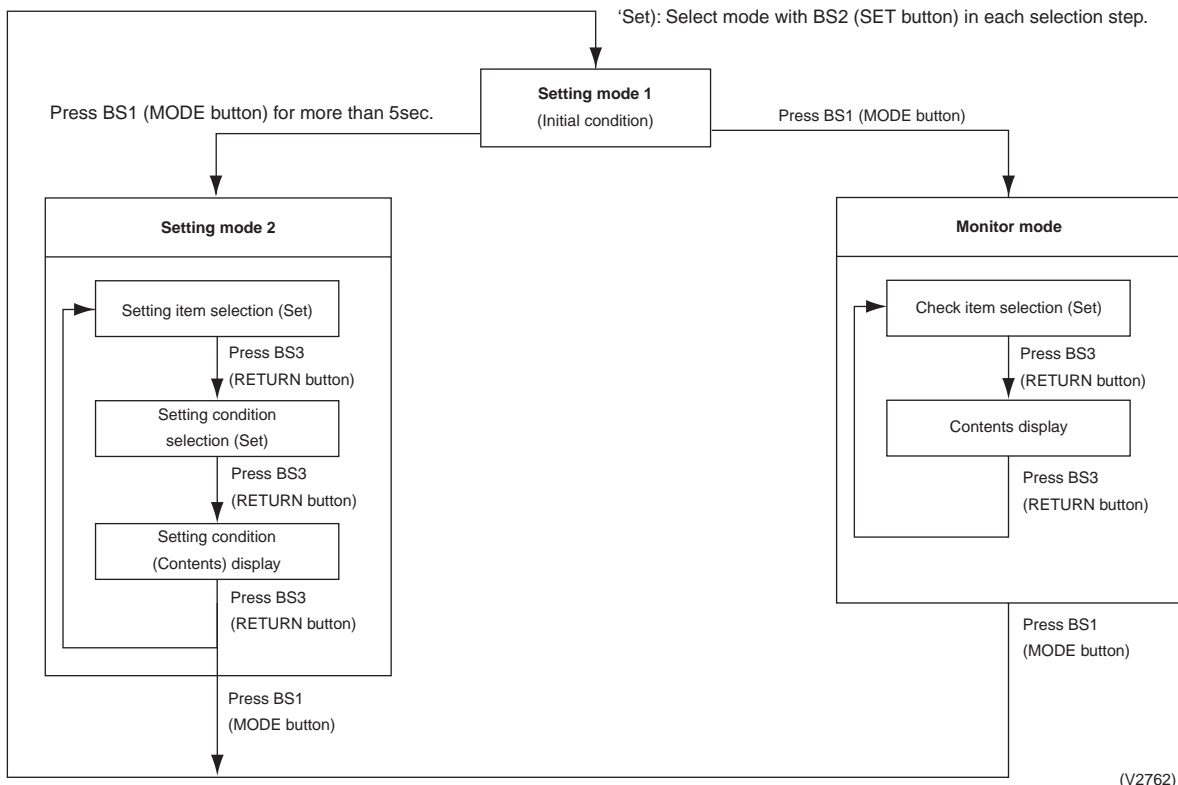 ‘Set): Select mode with BS2 (SET button) in each selection step.
Setting mode 1
(Initial condition)
Press BS1 (MODE button) for more than 5sec.
Press BS1 (MODE button)
Setting mode 2
Setting item selection (Set)
Press BS3
(RETURN button)
Setting condition
selection (Set)
Press BS3
(RETURN button)
Setting condition
(Contents) display
Press BS3
(RETURN button)
Press BS1
(MODE button)
Monitor mode
Check item selection (Set)
Press BS3
(RETURN button)
Contents display
Press BS3
(RETURN button)
Press BS1
(MODE button)
(V2762)